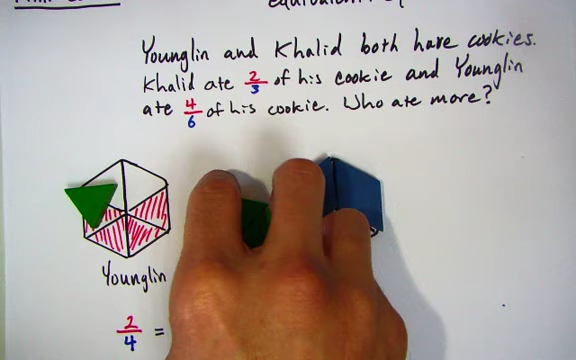 Younglin and Khalid both have cookies.
Khalid ate 2/3 of his cookie and Younglin
ate 4/6 of his cookie. Who ate more?
Younglin
2/4 =